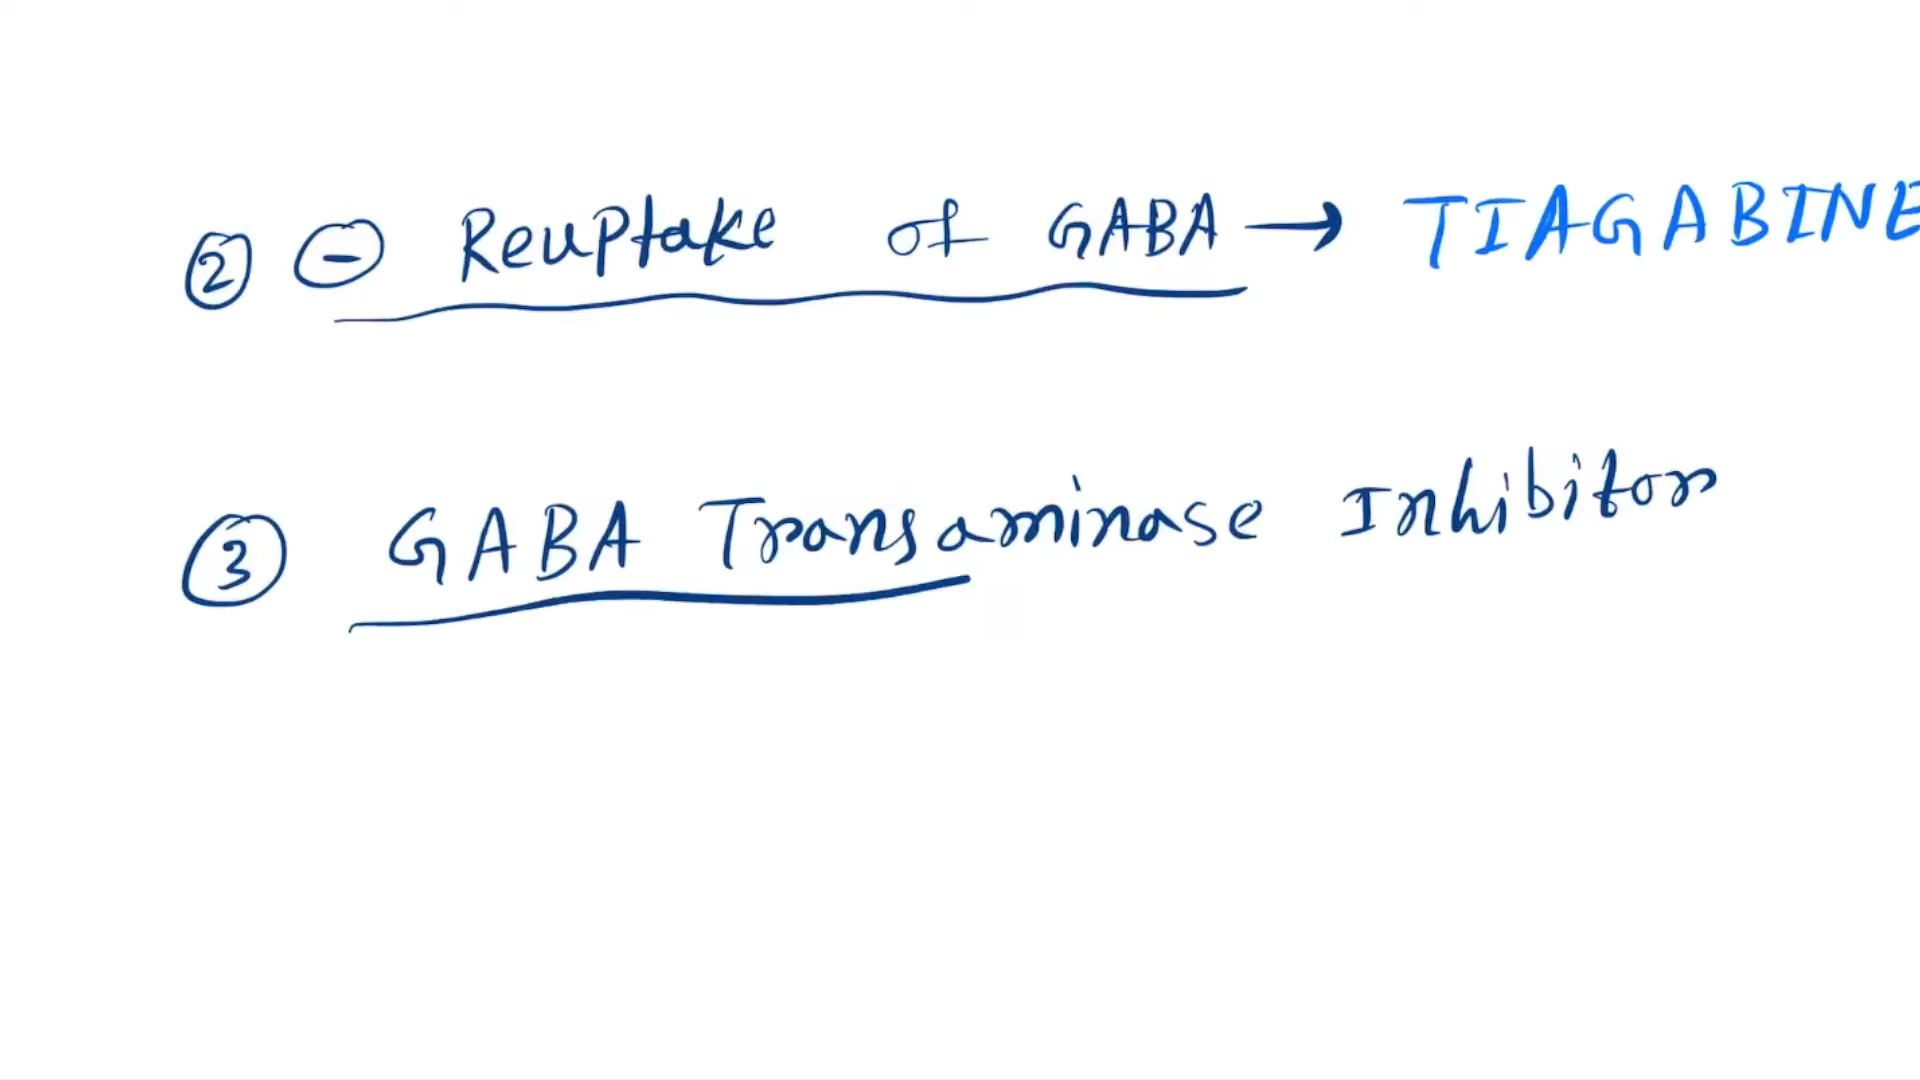 ② ⊖ Reuptake of GABA → TIAGABINE
③ GABA Transaminase Inhibitor